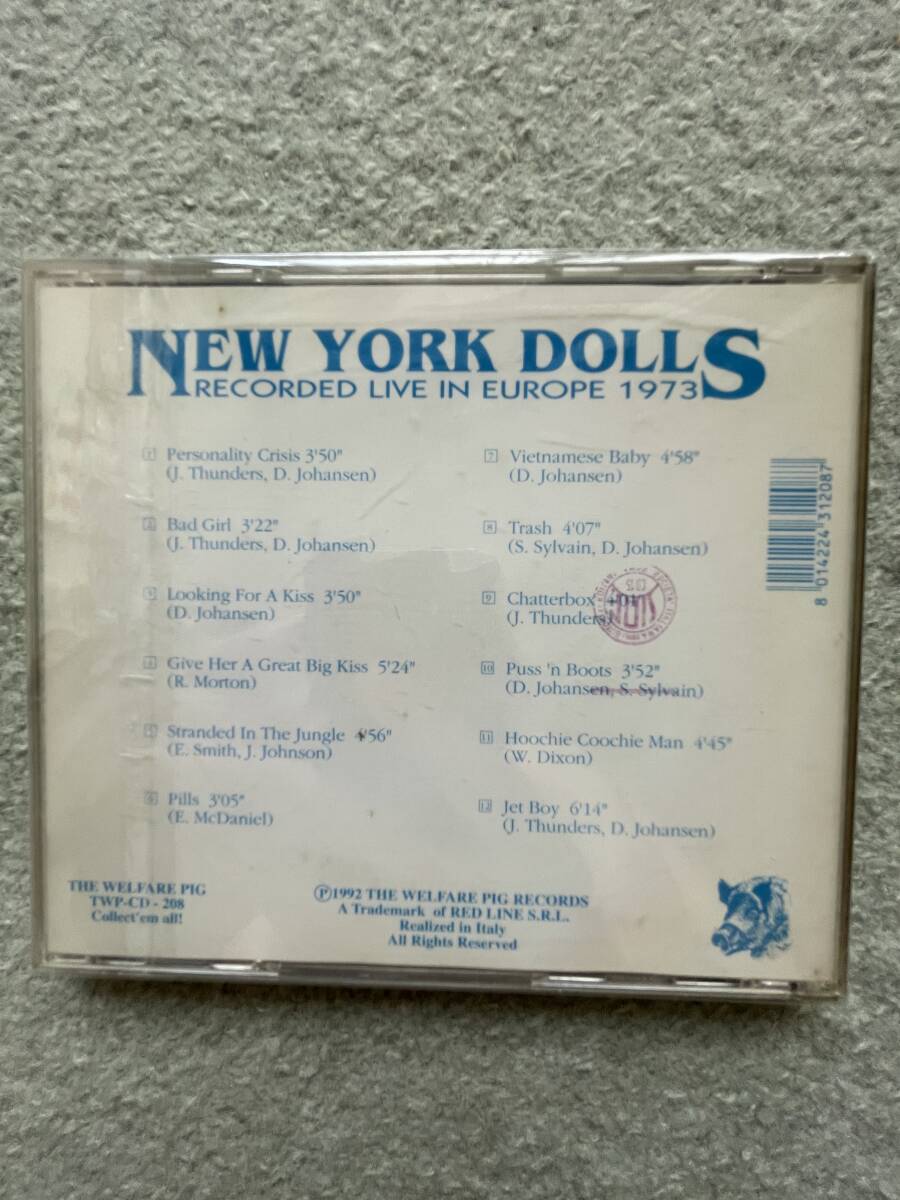 NEW YORK DOLLS
RECORDED LIVE IN EUROPE 1973
1 Personality Crisis 3'50"
(J. Thunders, D. Johansen)
2 Bad Girl 3'22"
(J. Thunders, D. Johansen)
3 Looking For A Kiss 3'50"
(D. Johansen)
Give Her A Great Big Kiss 5'24"
(R. Morton)
5 Stranded In The Jungle 4'56"
(E. Smith, J. Johnson)
6 Pills 3'05"
(E. McDaniel)
7 Vietnamese Baby 4'58"
(D. Johansen)
8 Trash 4'07"
(S. Sylvain, D. Johansen)
9 Chatterbox 4'01"
(J. Thunders)
10 Puss 'n Boots 3'52"
(D. Johansen, S. Sylvain)
11 Hoochie Coochie Man 4'45"
(W. Dixon)
12 Jet Boy 6'14"
(J. Thunders, D. Johansen)
8 014224 312087
THE WELFARE PIG
TWP-CD - 208
Collect'em all!
Ⓟ1992 THE WELFARE PIG RECORDS
A Trademark of RED LINE S.R.L.
Realized in Italy
All Rights Reserved